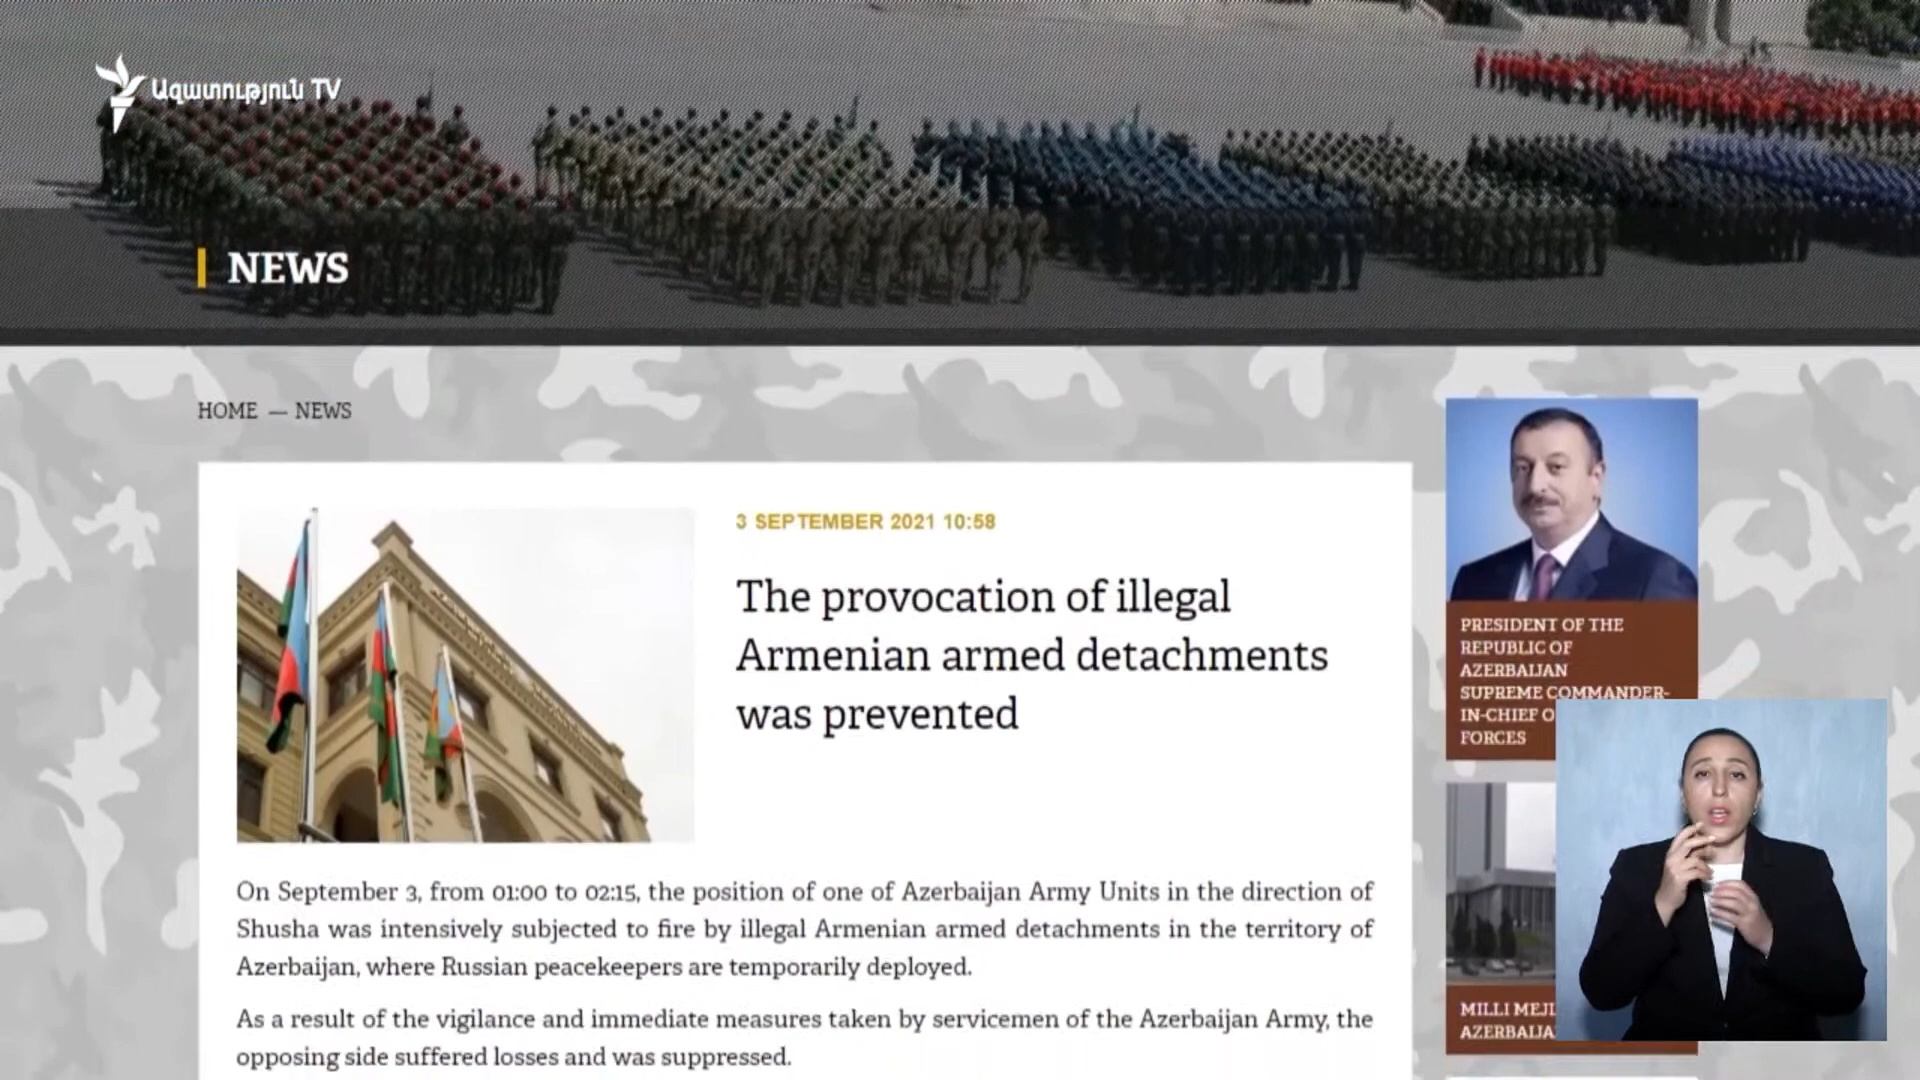 Ազատություն TV
NEWS
HOME — NEWS
3 SEPTEMBER 2021 10:58
The provocation of illegal
Armenian armed detachments
was prevented
On September 3, from 01:00 to 02:15, the position of one of Azerbaijan Army Units in the direction of
Shusha was intensively subjected to fire by illegal Armenian armed detachments in the territory of
Azerbaijan, where Russian peacekeepers are temporarily deployed.
As a result of the vigilance and immediate measures taken by servicemen of the Azerbaijan Army, the
opposing side suffered losses and was suppressed.
PRESIDENT OF THE
REPUBLIC OF
AZERBAIJAN
SUPREME COMMANDER-
IN-CHIEF
FORCES
MILLI